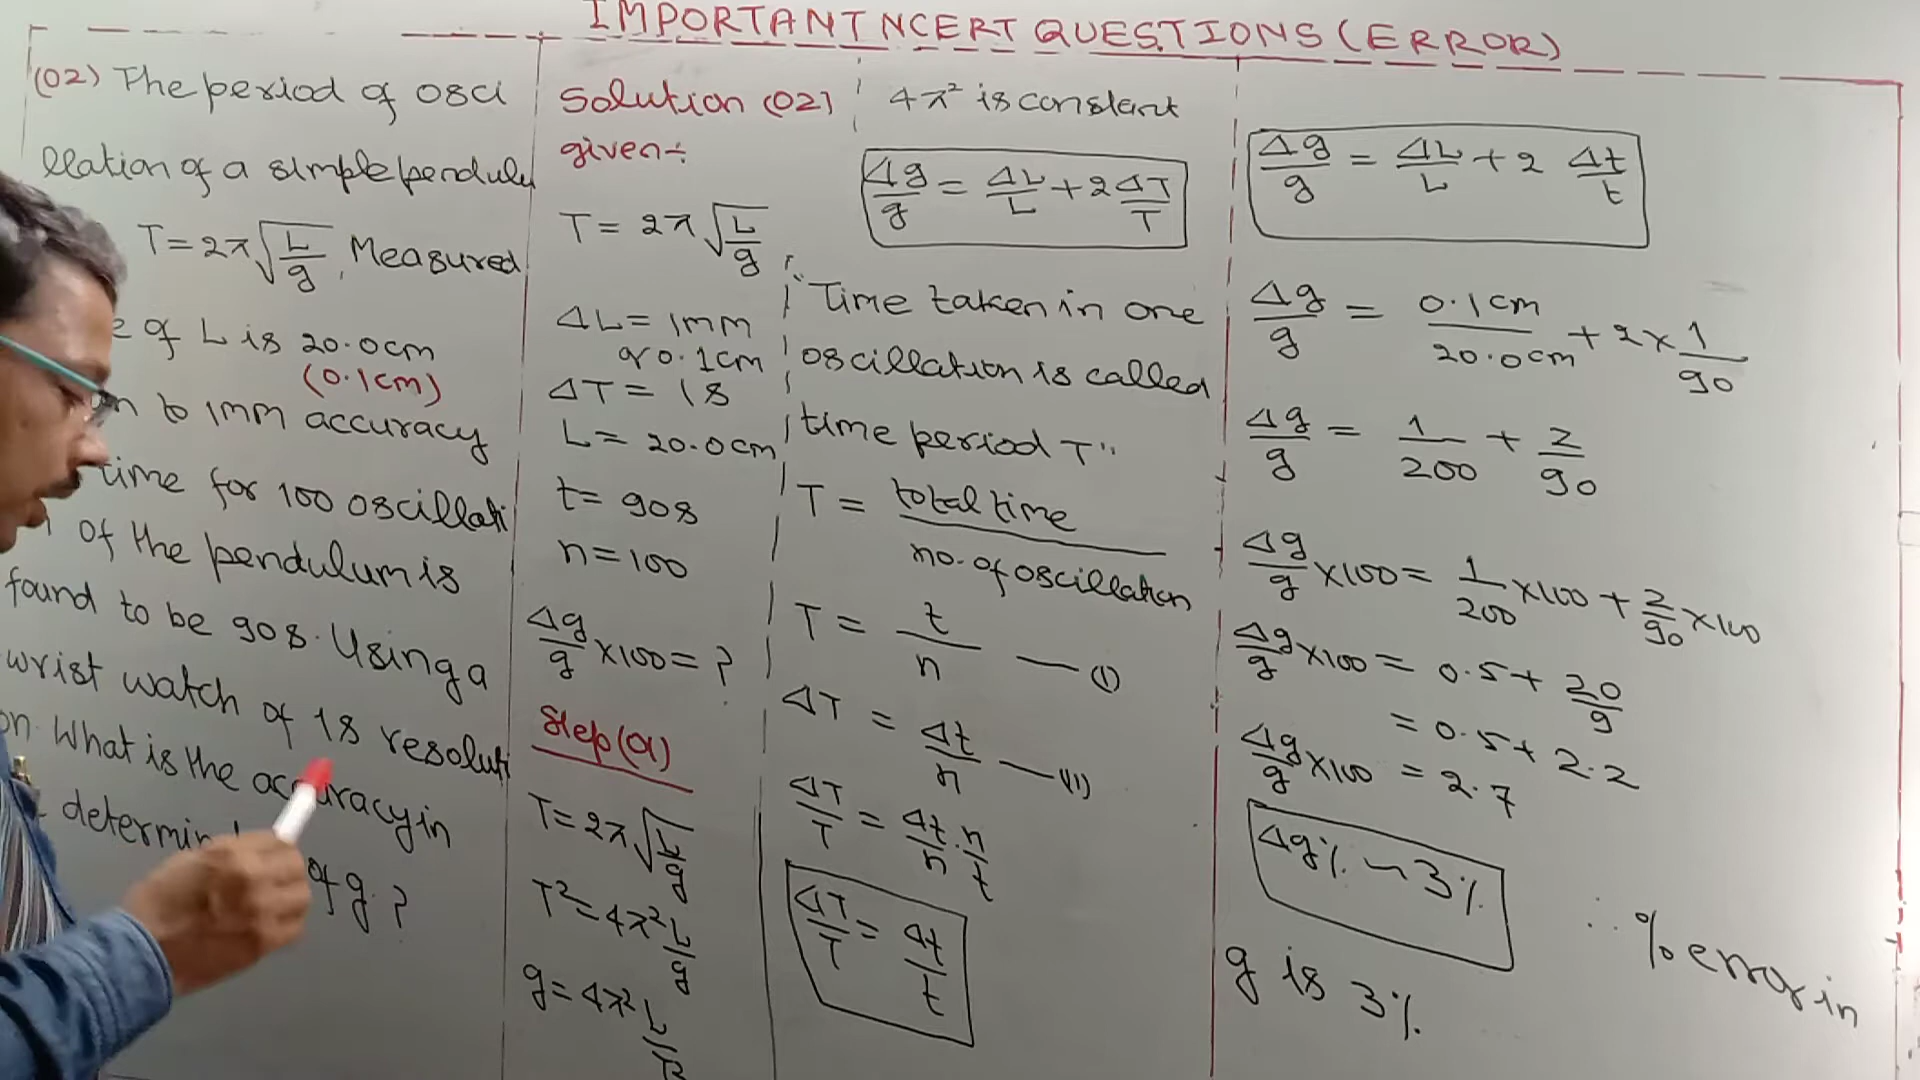 IMPORTANT NCERT QUESTIONS (ERROR)
(02) The period of osci
llation of a simple pendulu
T = 2π√(L/g), Measured
of L is 20.0cm
(0.1cm)
to 1mm accuracy
time for 100 oscillati
of the pendulum is
found to be 90s. Using a
wrist watch of 1s resoluti
on. What is the accuracy in
of g.?
Solution (02)
given÷
T = 2π√(L/g)
ΔL = 1mm
or 0.1cm
ΔT = 1s
L = 20.0cm
t = 90s
n = 100
Δg/g ×100 = ?
Step (01)
T = 2π√(L/g)
T² = 4π² L/g
g = 4π² L
4π² is constant
Δg/g = ΔL/L + 2 ΔT/T
"Time taken in one
oscillation is called
time period T"
T = total time / no. of oscillation
T = t/n — (1)
ΔT = Δt/n — (11)
ΔT/T = Δt/n . n/t
ΔT/T = Δt/t
Δg/g = ΔL/L + 2 Δt/t
Δg/g = 0.1cm/20.0cm + 2 × 1/90
Δg/g = 1/200 + 2/90
Δg/g ×100 = 1/200 ×100 + 2/90 ×100
Δg/g ×100 = 0.5 + 20/9
= 0.5 + 2.2
Δg/g ×100 = 2.7
Δg% ~ 3%
∴ % error in
g is 3%.